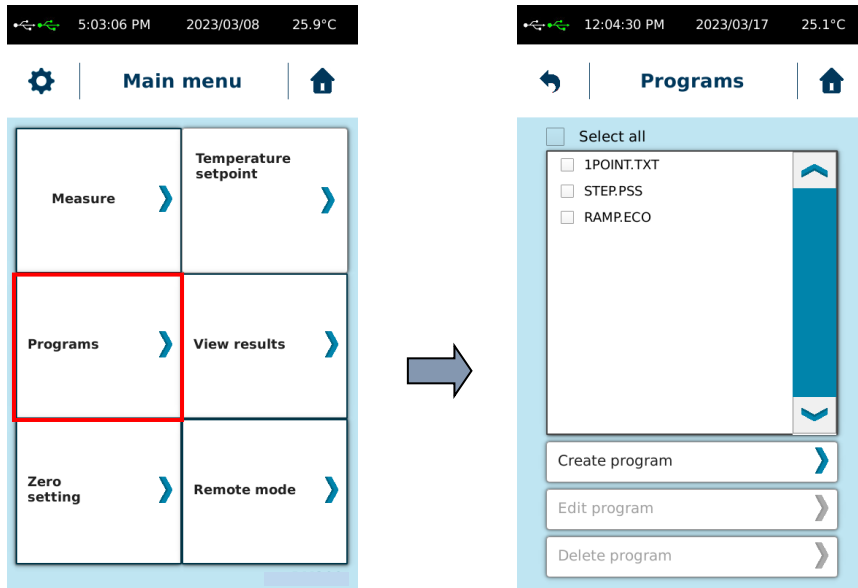 5:03:06 PM 2023/03/08 25.9°C
Main menu
Measure
Temperature
setpoint
Programs
View results
Zero
setting
Remote mode
12:04:30 PM 2023/03/17 25.1°C
Programs
Select all
1POINT.TXT
STEP.PSS
RAMP.ECO
Create program
Edit program
Delete program